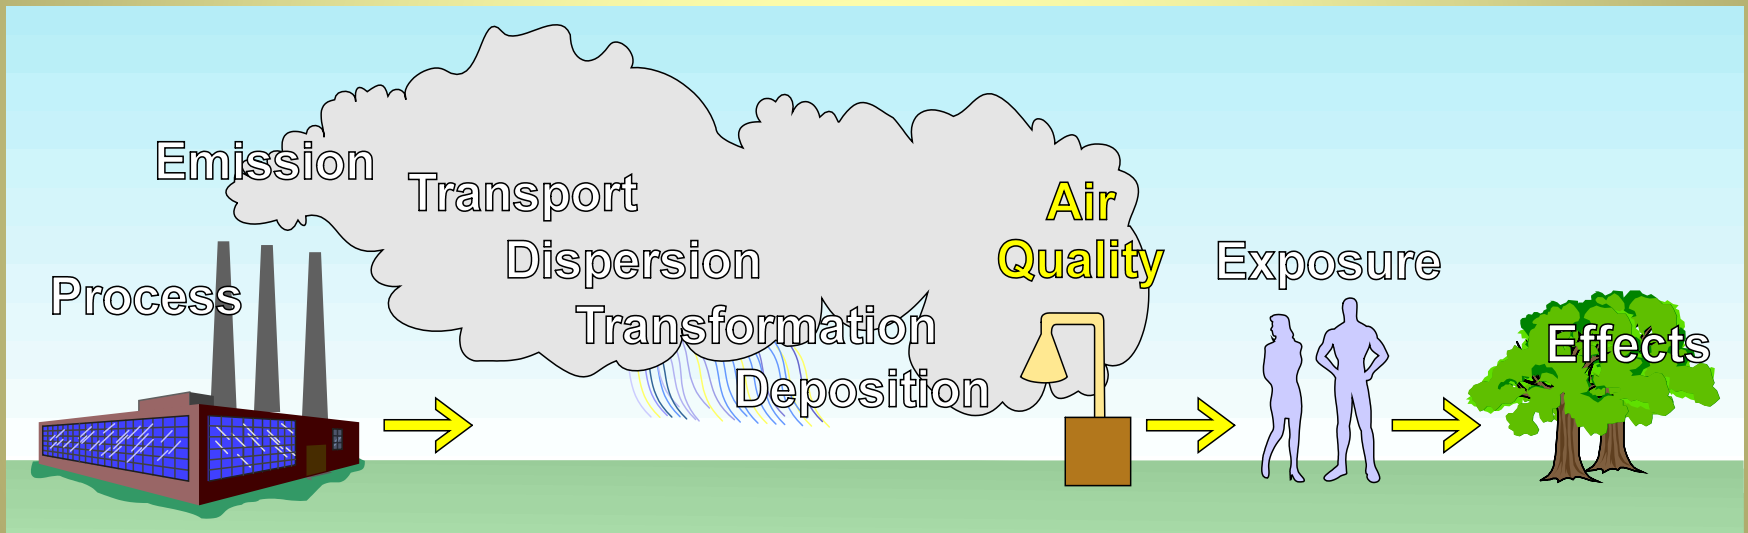 Process
Emission
Transport
Dispersion
Transformation
Deposition
Air
Quality
Exposure
Effects